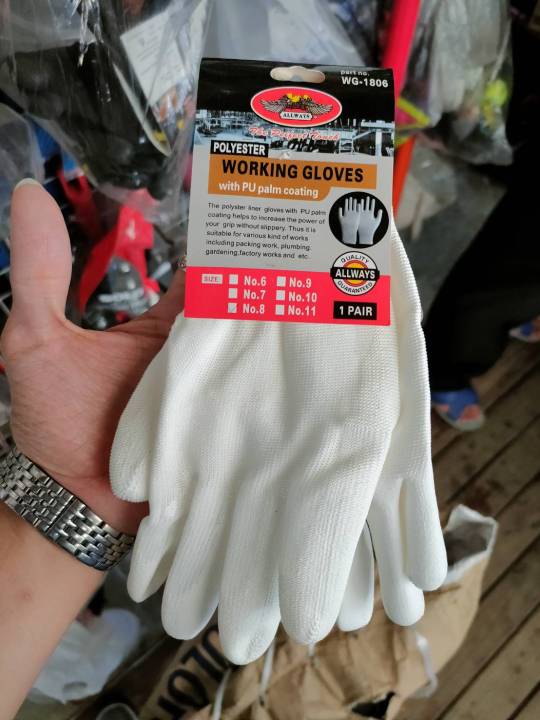 part no.
WG-1806
ALLWAYS
The Perfect Touch
POLYESTER
WORKING GLOVES
with PU palm coating
The polyster liner gloves with PU palm
coating helps to increase the power of
your grip without slippery. Thus it is
suitable for various kind of works
including packing work, plumbing,
gardening,factory works and etc.
QUALITY
ALLWAYS
GUARANTEED
SIZE:
No.6 No.9
No.7 No.10
No.8 No.11
1 PAIR